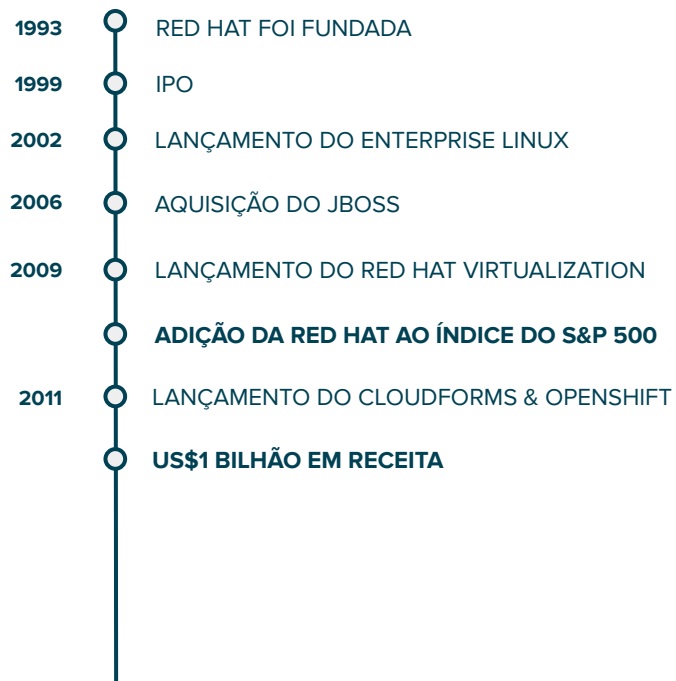 1993 RED HAT FOI FUNDADA
1999 IPO
2002 LANÇAMENTO DO ENTERPRISE LINUX
2006 AQUISIÇÃO DO JBOSS
2009 LANÇAMENTO DO RED HAT VIRTUALIZATION
ADIÇÃO DA RED HAT AO ÍNDICE DO S&P 500
2011 LANÇAMENTO DO CLOUDFORMS & OPENSHIFT
US$1 BILHÃO EM RECEITA